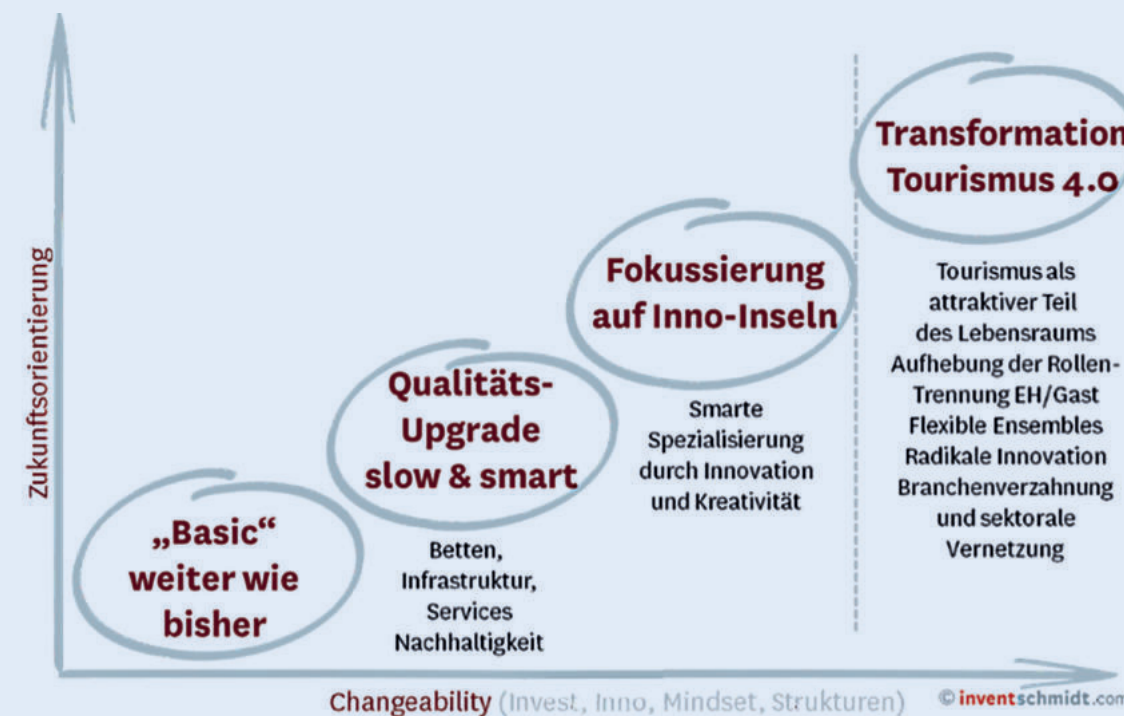 Zukunftsorientierung
„Basic“
weiter wie
bisher
Qualitäts-
Upgrade
slow & smart
Betten,
Infrastruktur,
Services
Nachhaltigkeit
Fokussierung
auf Inno-Inseln
Smarte
Spezialisierung
durch Innovation
und Kreativität
Transformation
Tourismus 4.0
Tourismus als
attraktiver Teil
des Lebensraums
Aufhebung der Rollen-
Trennung EH/Gast
Flexible Ensembles
Radikale Innovation
Branchenverzahnung
und sektorale
Vernetzung
Changeability (Invest, Inno, Mindset, Strukturen)
© inventschmidt.com